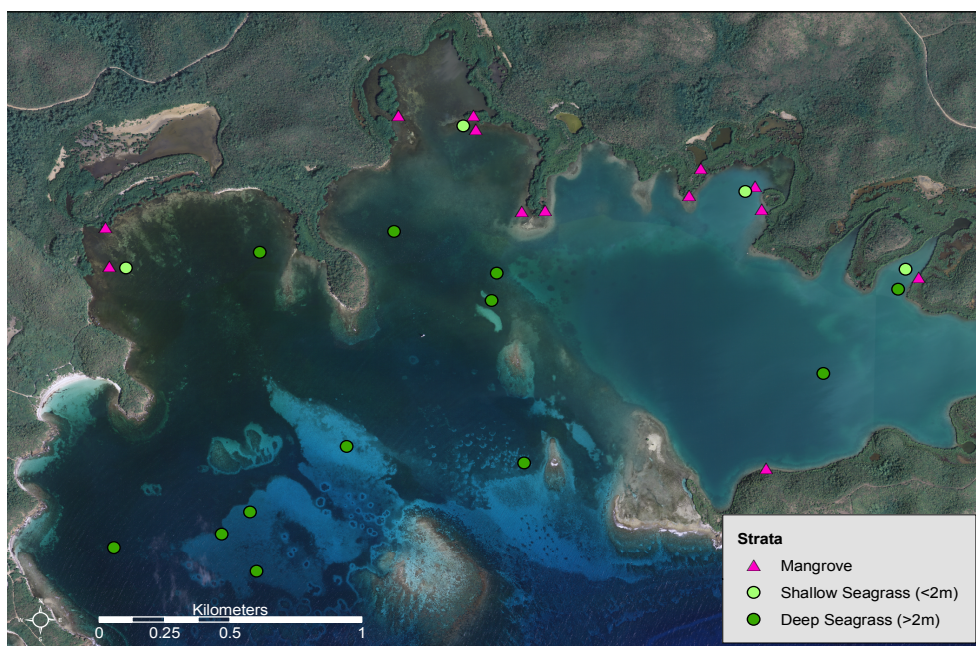 Kilometers
0 0.25 0.5 1
Strata
Mangrove
Shallow Seagrass (<2m)
Deep Seagrass (>2m)